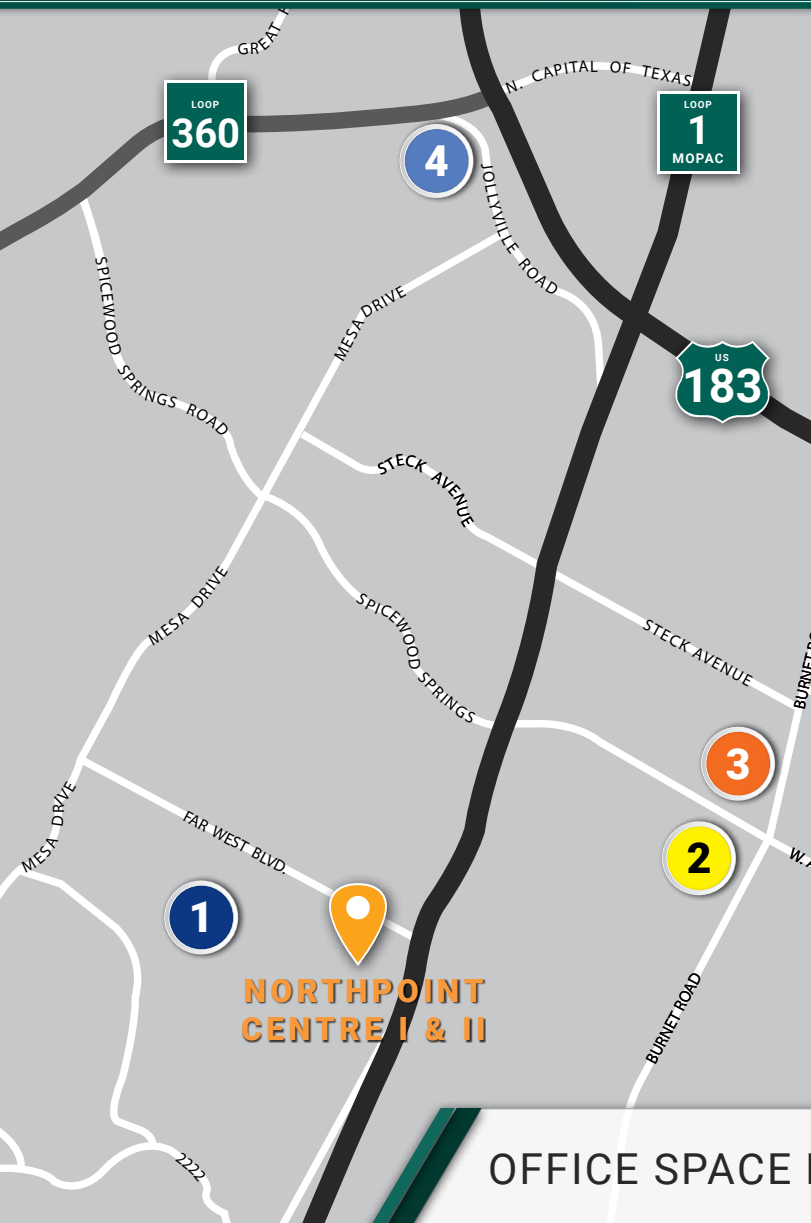 GREAT
LOOP
360
N. CAPITAL OF TEXAS
LOOP
1
MOPAC
4
JOLLYVILLE ROAD
SPICEWOOD SPRINGS ROAD
MESA DRIVE
US
183
STECK AVENUE
MESA DRIVE
SPICEWOOD SPRINGS
STECK AVENUE
BURNET
3
MESA DRIVE
FAR WEST BLVD.
2
W.
1
NORTHPOINT
CENTRE I & II
BURNET ROAD
2222
OFFICE SPACE